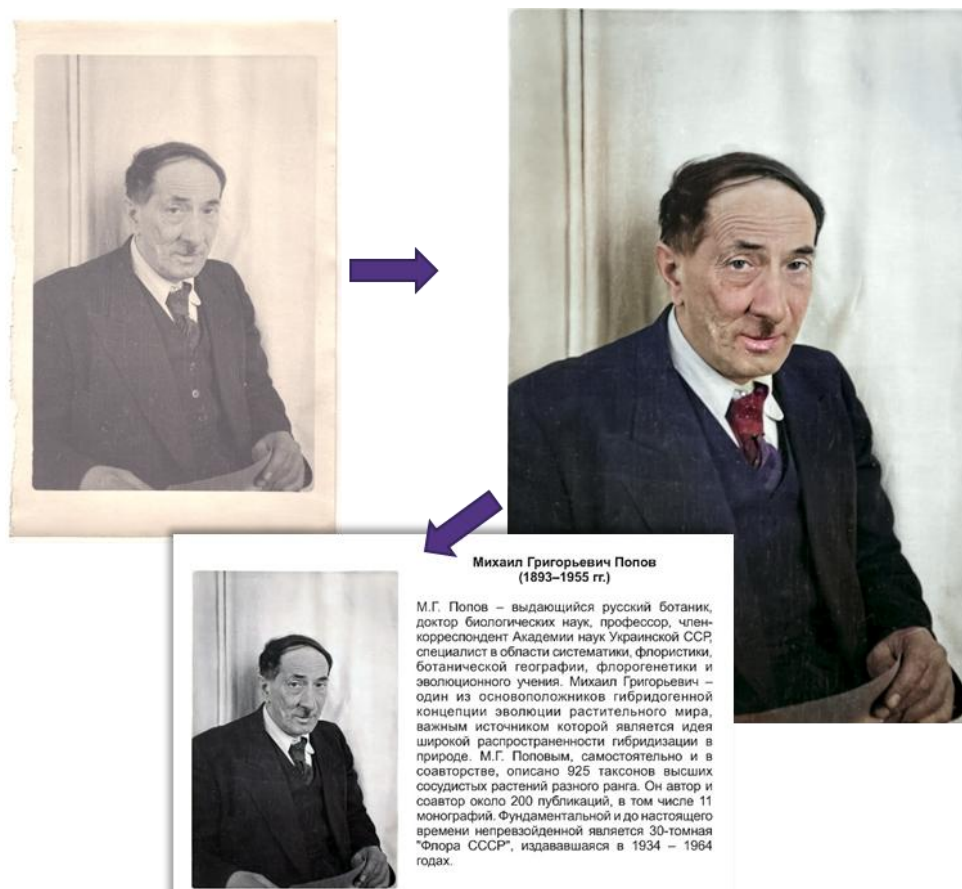 Михаил Григорьевич Попов
(1893–1955 гг.)
М.Г. Попов – выдающийся русский ботаник,
доктор биологических наук, профессор, член-
корреспондент Академии наук Украинской ССР,
специалист в области систематики, флористики,
ботанической географии, флорогенетики и
эволюционного учения. Михаил Григорьевич –
один из основоположников гибридогенной
концепции эволюции растительного мира,
важным источником которой является идея
широкой распространенности гибридизации в
природе. М.Г. Поповым, самостоятельно и в
соавторстве, описано 925 таксонов высших
сосудистых растений разного ранга. Он автор и
соавтор около 200 публикаций, в том числе 11
монографий. Фундаментальной и до настоящего
времени непревзойденной является 30-томная
"Флора СССР", издававшаяся в 1934 – 1964
годах.